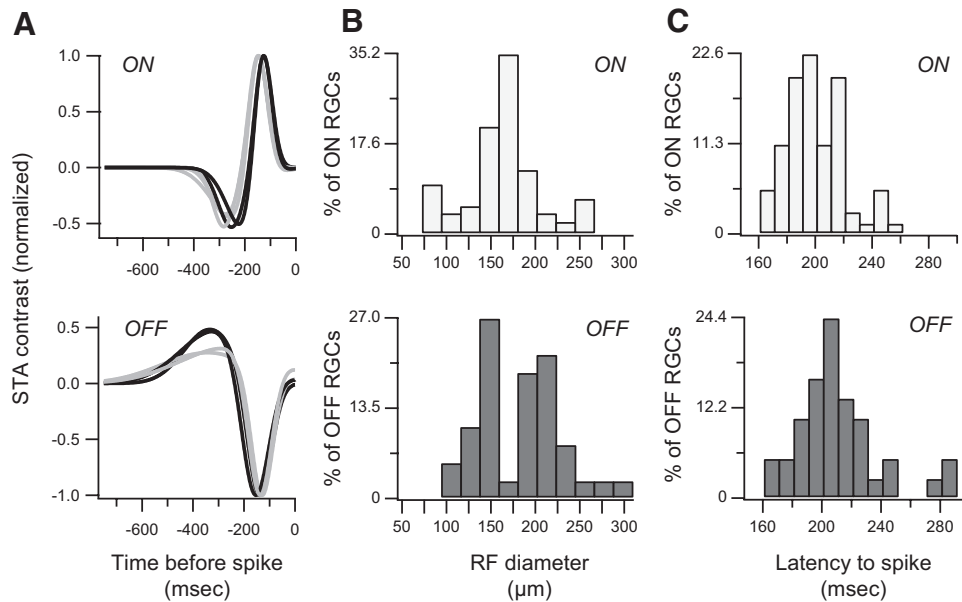 A
B
C
ON
1.0
0.5
0.0
-0.5
-600
-400
-200
0
OFF
0.5
0.0
-0.5
-1.0
-600
-400
-200
0
STA contrast (normalized)
Time before spike
(msec)
ON
35.2
17.6
0
50
100
150
200
250
300
% of ON RGCs
OFF
27.0
13.5
0
50
100
150
200
250
300
% of OFF RGCs
RF diameter
(µm)
ON
22.6
11.3
0
160
200
240
280
% of ON RGCs
OFF
24.4
12.2
0
160
200
240
280
% of OFF RGCs
Latency to spike
(msec)